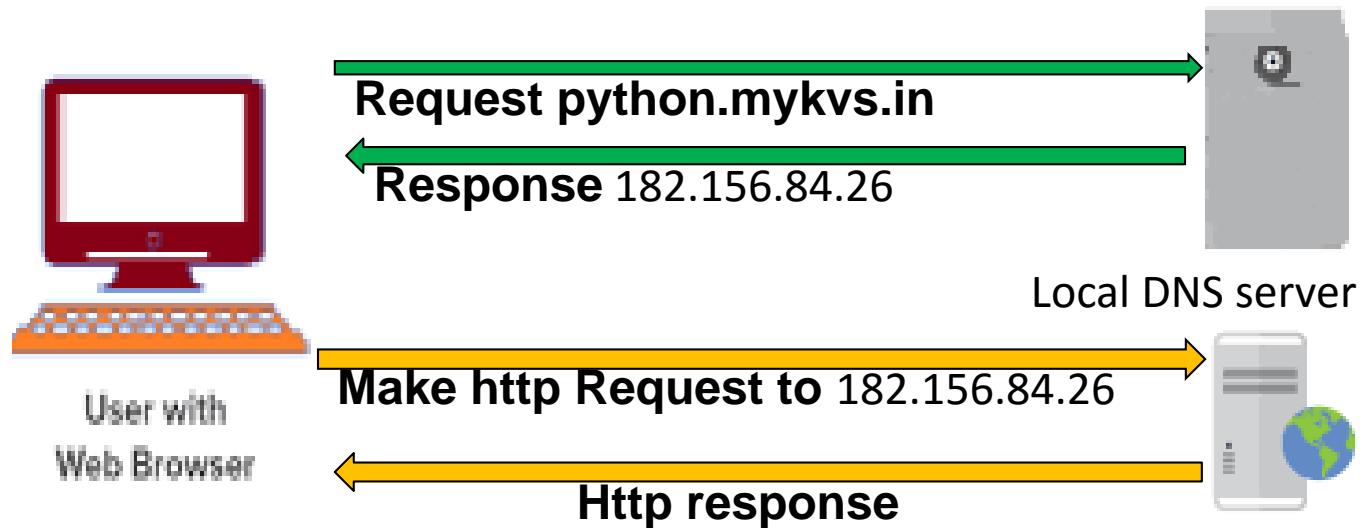 Request python.mykvs.in
Response 182.156.84.26
Local DNS server
Make http Request to 182.156.84.26
User with
Web Browser
Http response